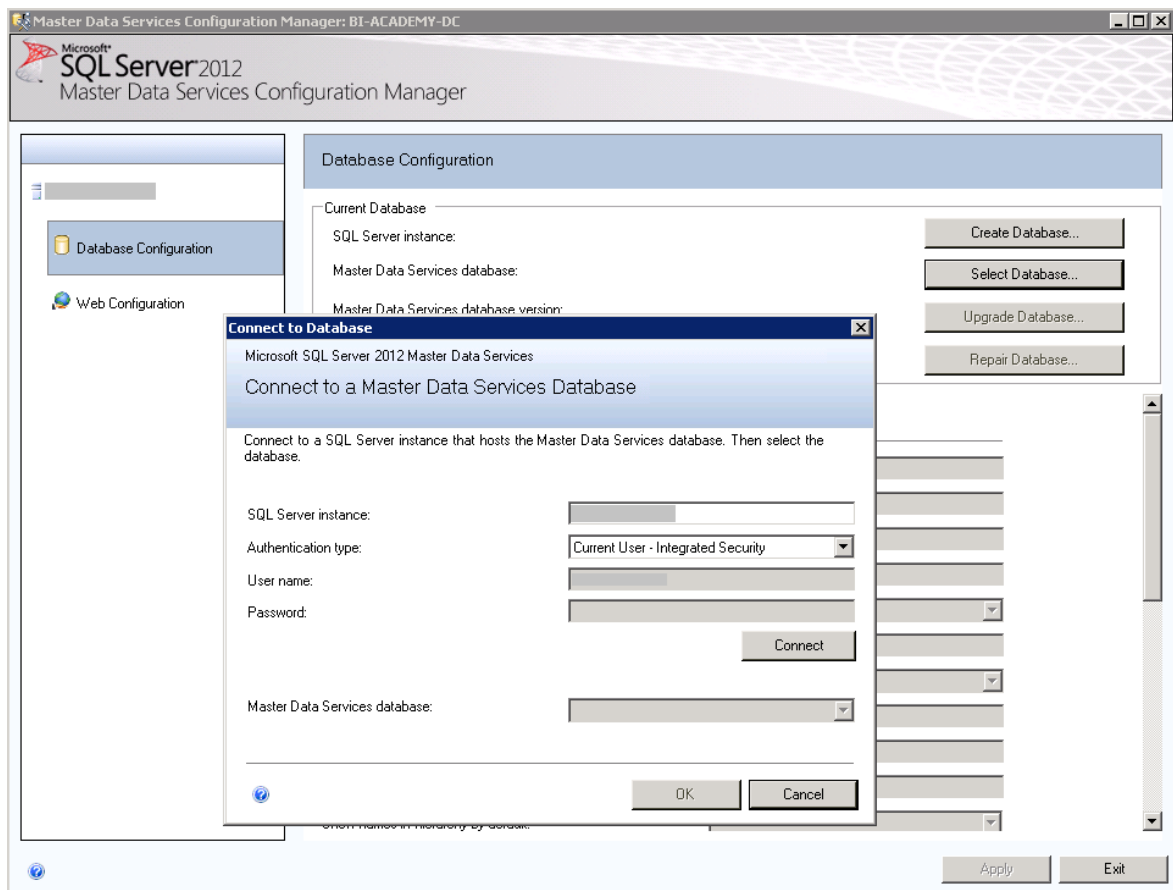 Master Data Services Configuration Manager: BI-ACADEMY-DC
Microsoft®
SQL Server® 2012
Master Data Services Configuration Manager
Database Configuration
Web Configuration
Database Configuration
Current Database
SQL Server instance:
Master Data Services database:
Master Data Services database version:
Create Database...
Select Database...
Upgrade Database...
Repair Database...
Connect to Database
Microsoft SQL Server 2012 Master Data Services
Connect to a Master Data Services Database
Connect to a SQL Server instance that hosts the Master Data Services database. Then select the
database.
SQL Server instance:
Authentication type:
Current User - Integrated Security
User name:
Password:
Connect
Master Data Services database:
OK
Cancel
Apply
Exit